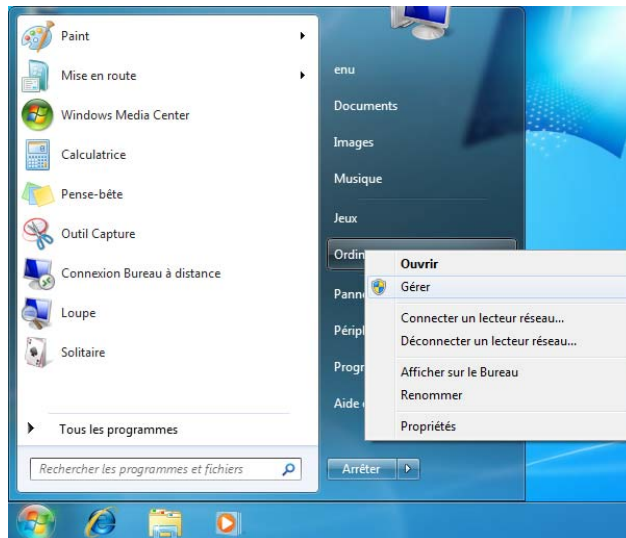 Paint
Mise en route
Windows Media Center
Calculatrice
Pense-bête
Outil Capture
Connexion Bureau à distance
Loupe
Solitaire
Tous les programmes
Rechercher les programmes et fichiers
enu
Documents
Images
Musique
Jeux
Ordin
Pann
Périph
Progr
Aide
Arrêter
Ouvrir
Gérer
Connecter un lecteur réseau...
Déconnecter un lecteur réseau...
Afficher sur le Bureau
Renommer
Propriétés